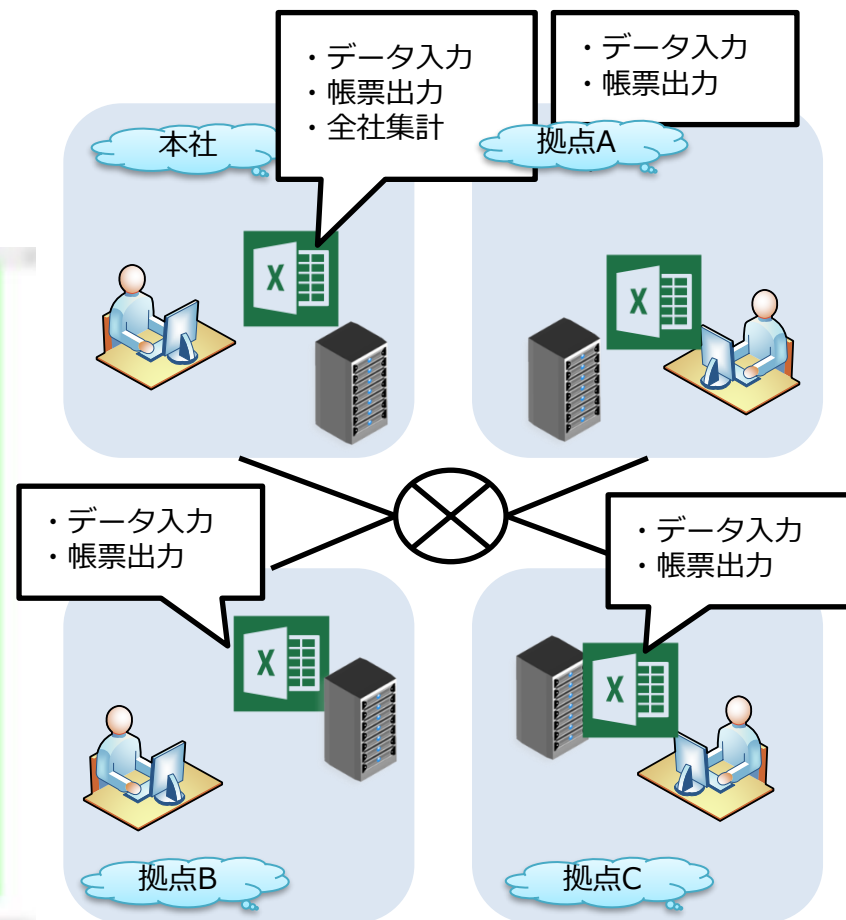 ・データ入力
・帳票出力
・全社集計
本社
・データ入力
・帳票出力
拠点A
X
X
・データ入力
・帳票出力
・データ入力
・帳票出力
X
X
拠点B
拠点C